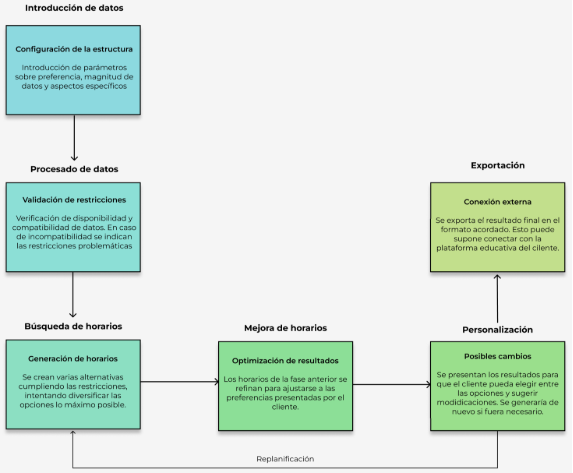 Introducción de datos
Configuración de la estructura
Introducción de parámetros
sobre preferencia, magnitud de
datos y aspectos específicos
Procesado de datos
Validación de restricciones
Verificación de disponibilidad y
compatibilidad de datos. En caso
de incompatibilidad se indican
las restricciones problemáticas
Búsqueda de horarios
Generación de horarios
Se crean varias alternativas
cumpliendo las restricciones,
intentando diversificar las
opciones lo máximo posible.
Mejora de horarios
Optimización de resultados
Los horarios de la fase anterior se
refinan para ajustarse a las
preferencias presentadas por el
cliente.
Exportación
Conexión externa
Se exporta el resultado final en el
formato acordado. Esto puede
supone conectar con la
plataforma educativa del cilente.
Personalización
Posibles cambios
Se presentan los resultados para
que el cliente pueda elegir entre
las opciones y sugerir
modidicaciones. Se generaría de
nuevo si fuera necesario.
Replanificación